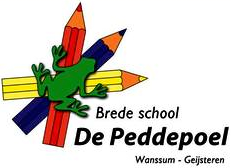 Brede school
De Peddepoel
Wanssum - Geijsteren